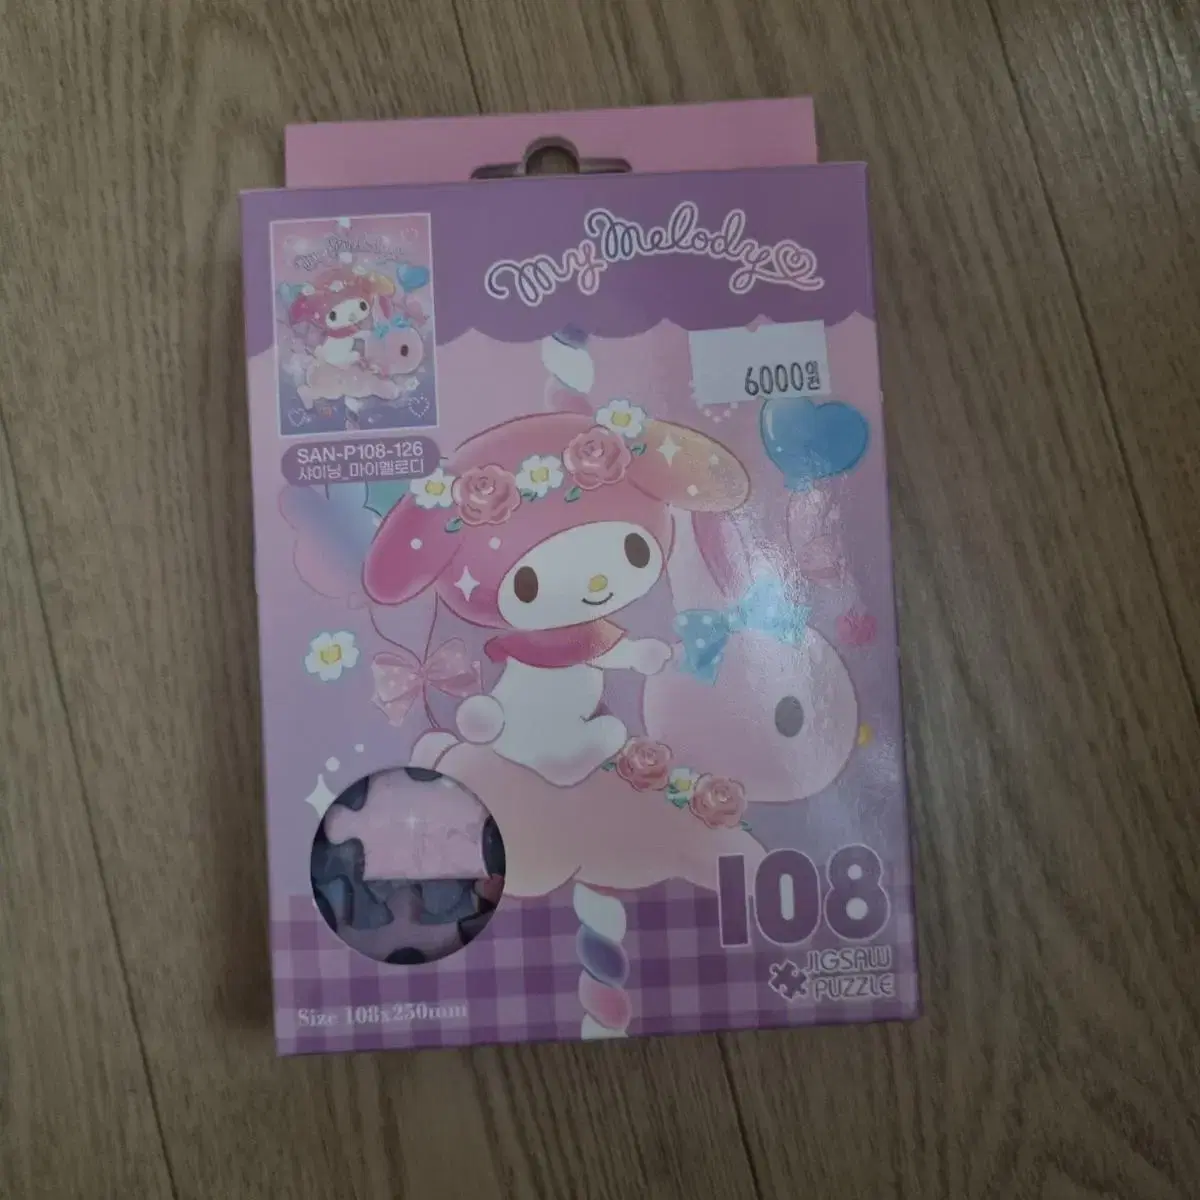 My Melody
6000원
SAN-P108-126
샤이닝_마이멜로디
108
JIGSAW
PUZZLE
Size 108x250mm